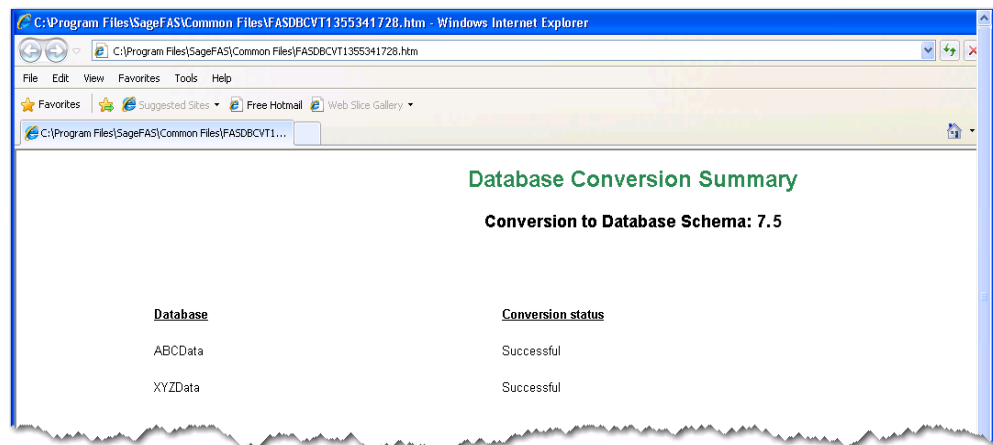 C:\Program Files\SageFAS\Common Files\FASDBCVT1355341728.htm - Windows Internet Explorer
C:\Program Files\SageFAS\Common Files\FASDBCVT1355341728.htm
File Edit View Favorites Tools Help
Favorites Suggested Sites Free Hotmail Web Slice Gallery
C:\Program Files\SageFAS\Common Files\FASDBCVT1...
Database Conversion Summary
Conversion to Database Schema: 7.5
Database Conversion status
ABCData Successful
XYZData Successful